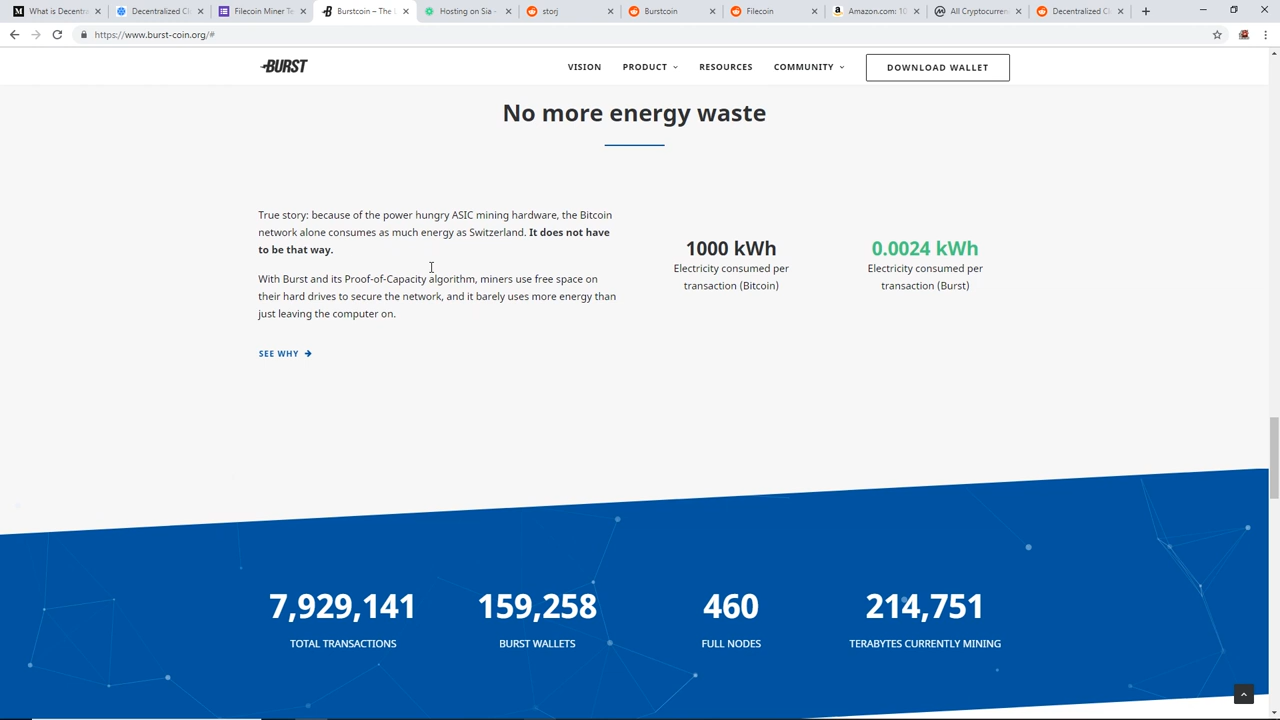 What is Decentra
Decentralized Cl
Filecoin Miner Te
Burstcoin – The L
Hosting on Sia -
storj
Burstcoin
Filecoin
Amazon.com: 10
All Cryptocurren
Decentralized Cl
https://www.burst-coin.org/#
BURST
VISION
PRODUCT
RESOURCES
COMMUNITY
DOWNLOAD WALLET
No more energy waste
True story: because of the power hungry ASIC mining hardware, the Bitcoin
network alone consumes as much energy as Switzerland. It does not have
to be that way.
With Burst and its Proof-of-Capacity algorithm, miners use free space on
their hard drives to secure the network, and it barely uses more energy than
just leaving the computer on.
SEE WHY
1000 kWh
Electricity consumed per
transaction (Bitcoin)
0.0024 kWh
Electricity consumed per
transaction (Burst)
7,929,141
TOTAL TRANSACTIONS
159,258
BURST WALLETS
460
FULL NODES
214,751
TERABYTES CURRENTLY MINING